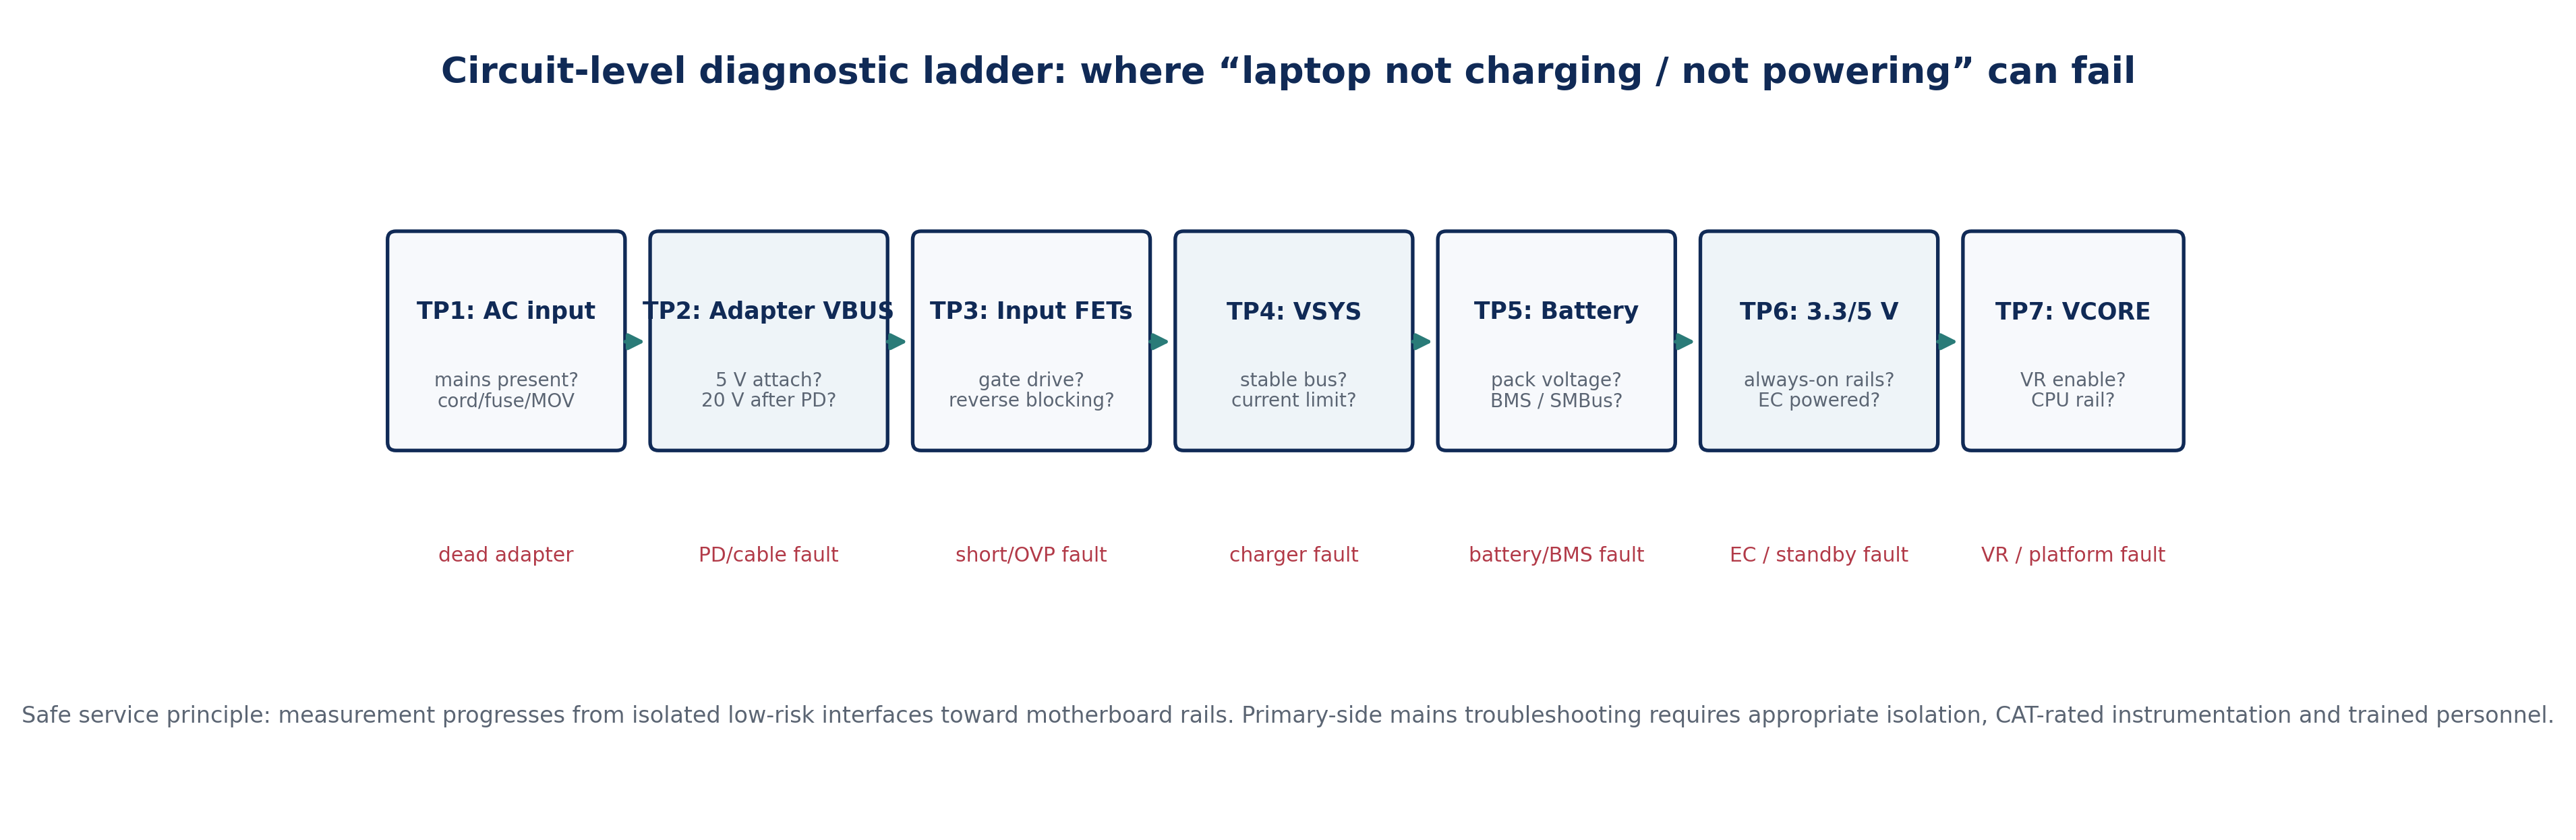 Circuit-level diagnostic ladder: where “laptop not charging / not powering” can fail
TP1: AC input
mains present?
cord/fuse/MOV
TP2: Adapter VBUS
5 V attach?
20 V after PD?
TP3: Input FETs
gate drive?
reverse blocking?
TP4: VSYS
stable bus?
current limit?
TP5: Battery
pack voltage?
BMS / SMBus?
TP6: 3.3/5 V
always-on rails?
EC powered?
TP7: VCORE
VR enable?
CPU rail?
dead adapter
PD/cable fault
short/OVP fault
charger fault
battery/BMS fault
EC / standby fault
VR / platform fault
Safe service principle: measurement progresses from isolated low-risk interfaces toward motherboard rails. Primary-side mains troubleshooting requires appropriate isolation, CAT-rated instrumentation and trained personnel.